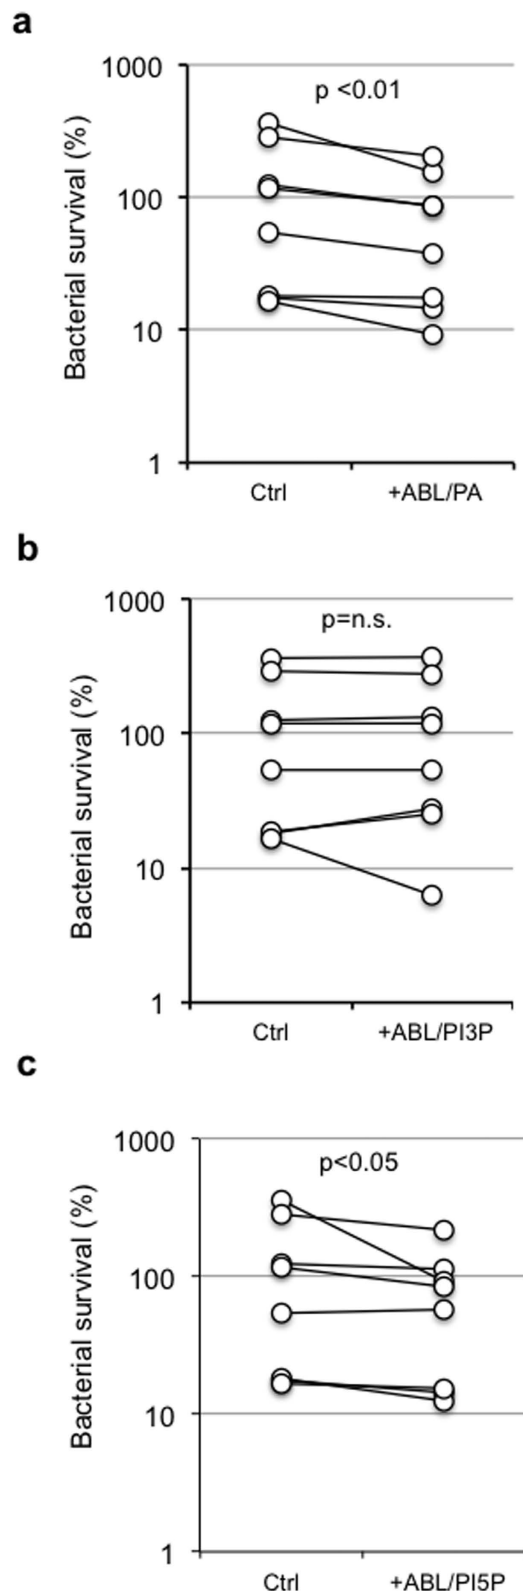 a
1000
p <0.01
100
10
1
Bacterial survival (%)
Ctrl +ABL/PA
b
1000
p=n.s.
100
10
1
Bacterial survival (%)
Ctrl +ABL/PI3P
c
1000
p<0.05
100
10
1
Bacterial survival (%)
Ctrl +ABL/PI5P